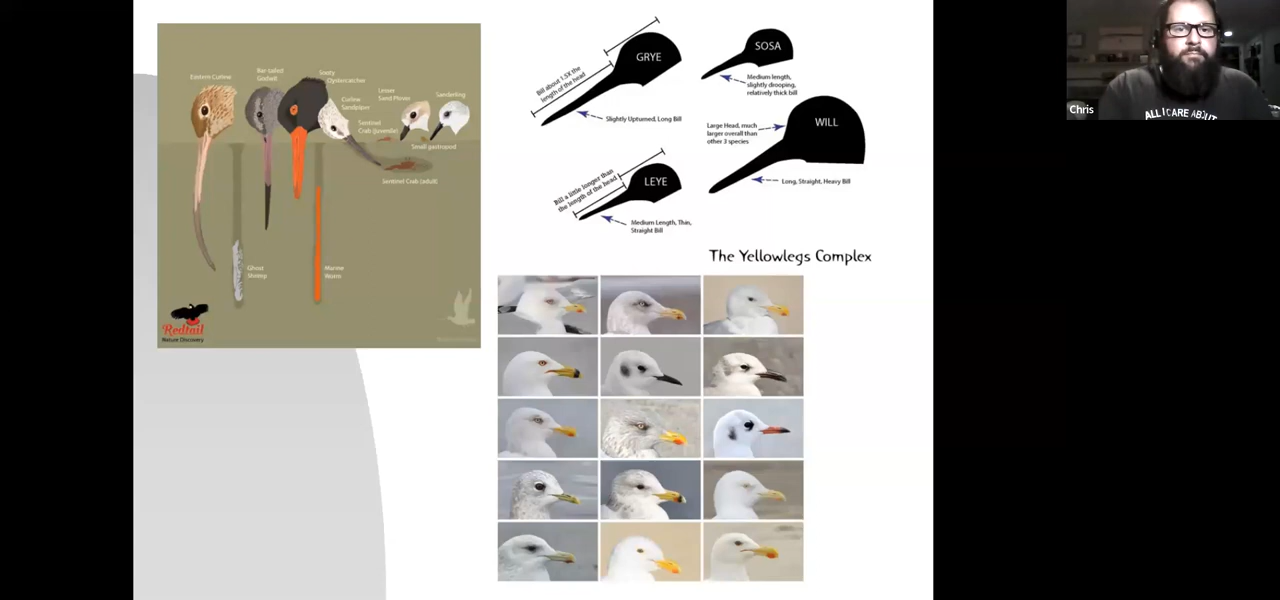 Eastern Curlew
Bar-tailed
Godwit
Sooty
Oystercatcher
Curlew
Sandpiper
Lesser
Sand Plover
Sanderling
Sentinel
Crab (juvenile)
Small gastropod
Sentinel Crab (adult)
Ghost
Shrimp
Marine
Worm
Redtail
Nature Discovery
GRYE
Bill about 1.5X the
length of the head
Slightly Upturned, Long Bill
SOSA
Medium length,
slightly drooping,
relatively thick bill
WILL
Large Head, much
larger overall than
other 3 species
Long, Straight, Heavy Bill
LEYE
Bill a little longer than
the length of the head
Medium Length, Thin,
Straight Bill
The Yellowlegs Complex
Chris
ALL I CARE ABOUT